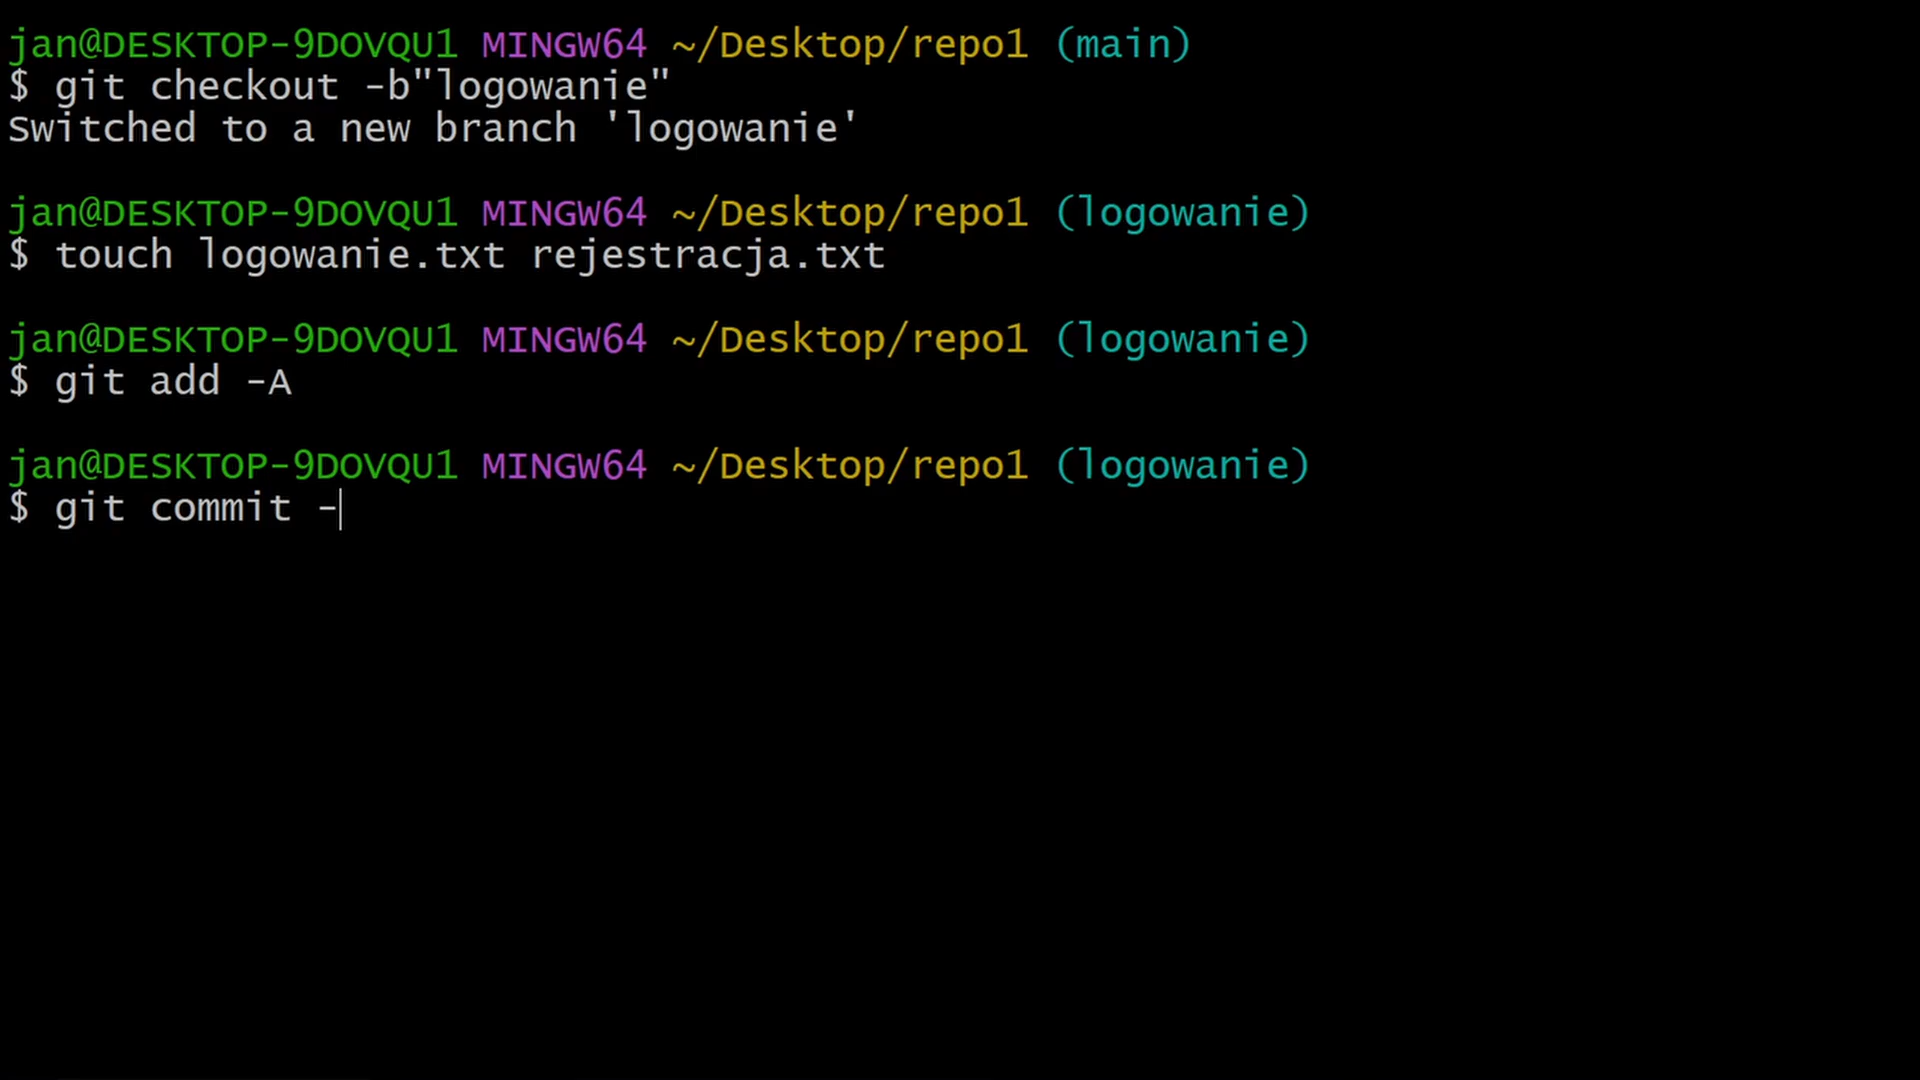 jan@DESKTOP-9DOVQU1 MINGW64 ~/Desktop/repo1 (main)
$ git checkout -b"logowanie"
Switched to a new branch 'logowanie'
jan@DESKTOP-9DOVQU1 MINGW64 ~/Desktop/repo1 (logowanie)
$ touch logowanie.txt rejestracja.txt
jan@DESKTOP-9DOVQU1 MINGW64 ~/Desktop/repo1 (logowanie)
$ git add -A
jan@DESKTOP-9DOVQU1 MINGW64 ~/Desktop/repo1 (logowanie)
$ git commit -